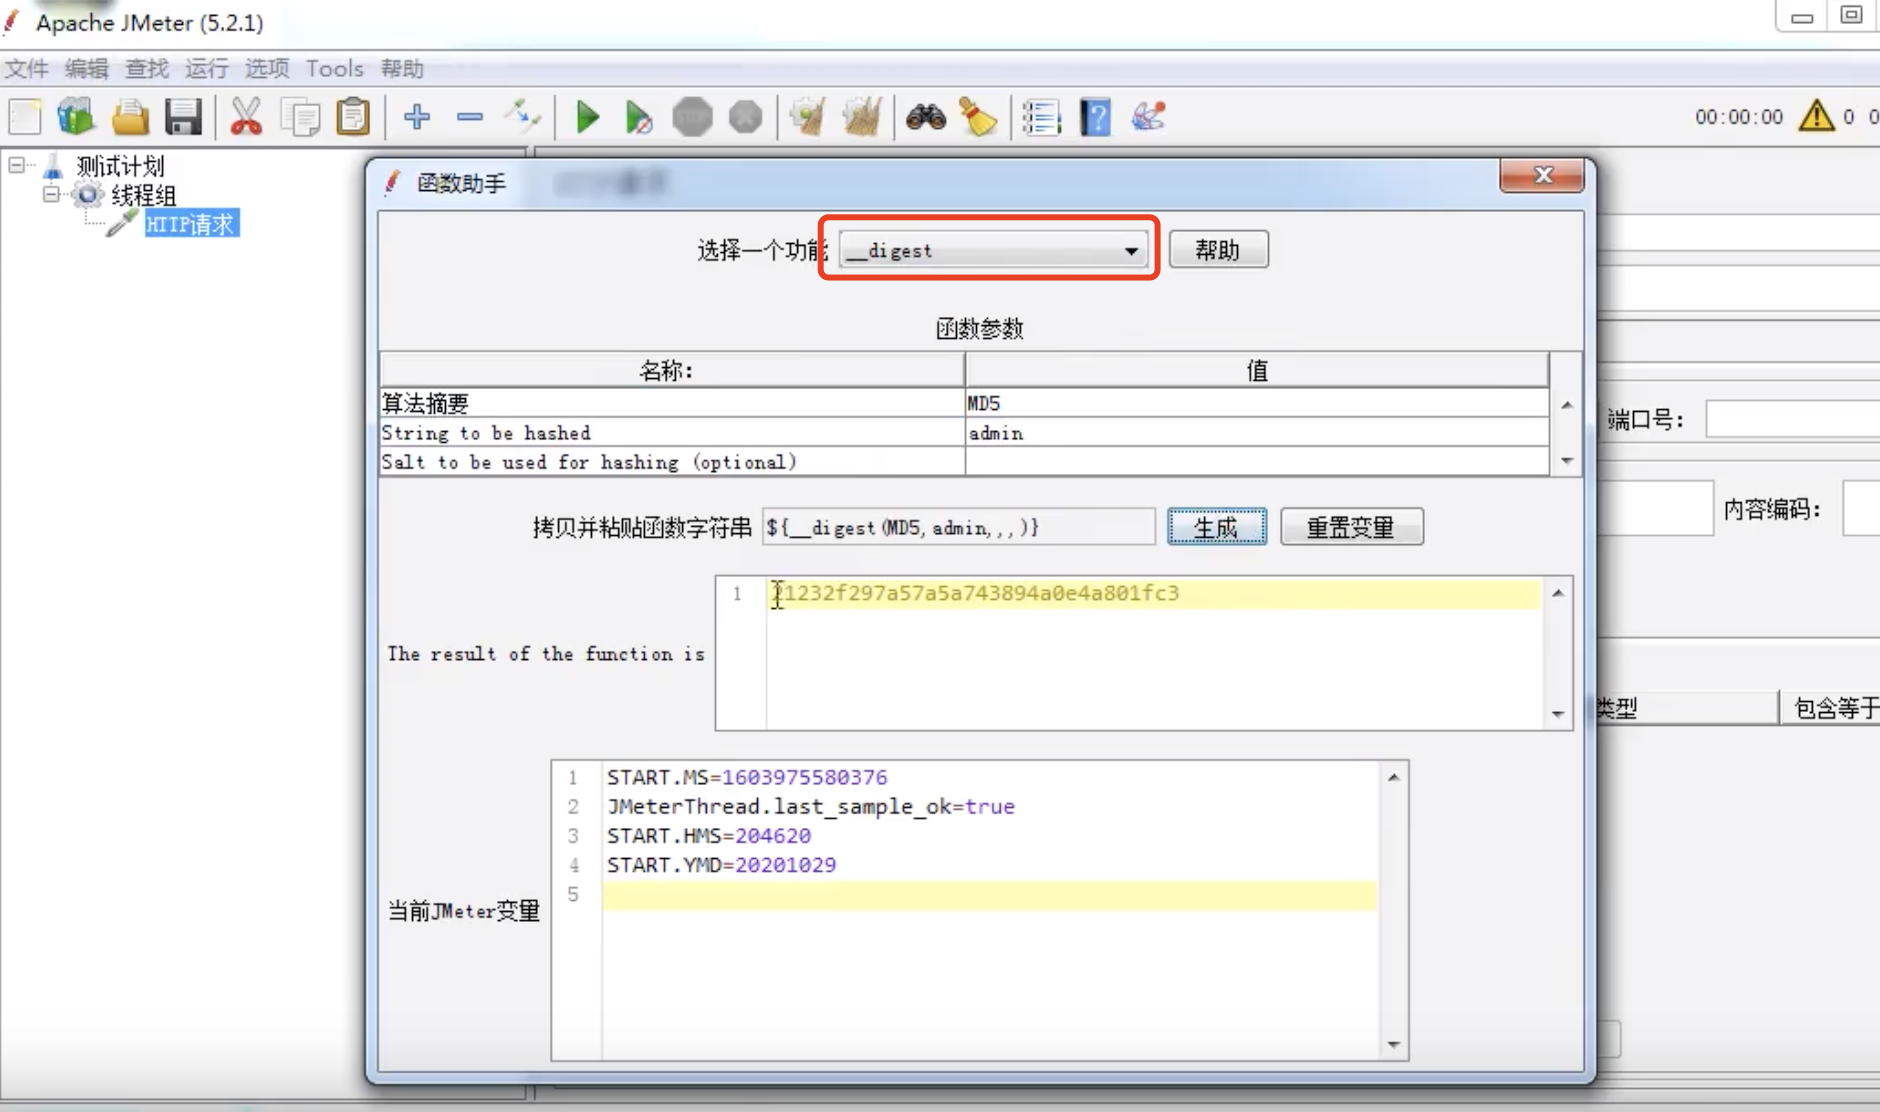 Apache JMeter (5.2.1)
文件 编辑 查找 运行 选项 Tools 帮助
STOP
00:00:00 0
测试计划
线程组
HTTP请求
函数助手
选择一个功能 __digest 帮助
函数参数
名称: 值
算法摘要 MD5
String to be hashed admin
Salt to be used for hashing (optional)
端口号:
拷贝并粘贴函数字符串 ${__digest(MD5,admin,,,)} 生成 重置变量
内容编码:
1 21232f297a57a5a743894a0e4a801fc3
The result of the function is
类型 包含等于
1 START.MS=1603975580376
2 JMeterThread.last_sample_ok=true
3 START.HMS=204620
4 START.YMD=20201029
5
当前JMeter变量